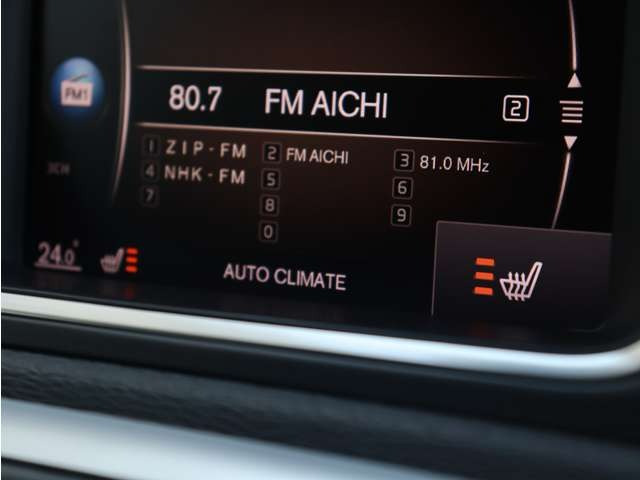 FM1
80.7 FM AICHI 2
1 ZIP-FM 2 FM AICHI 3 81.0 MHz
4 NHK-FM 5 6
7 8 9
0
24.0°
AUTO CLIMATE